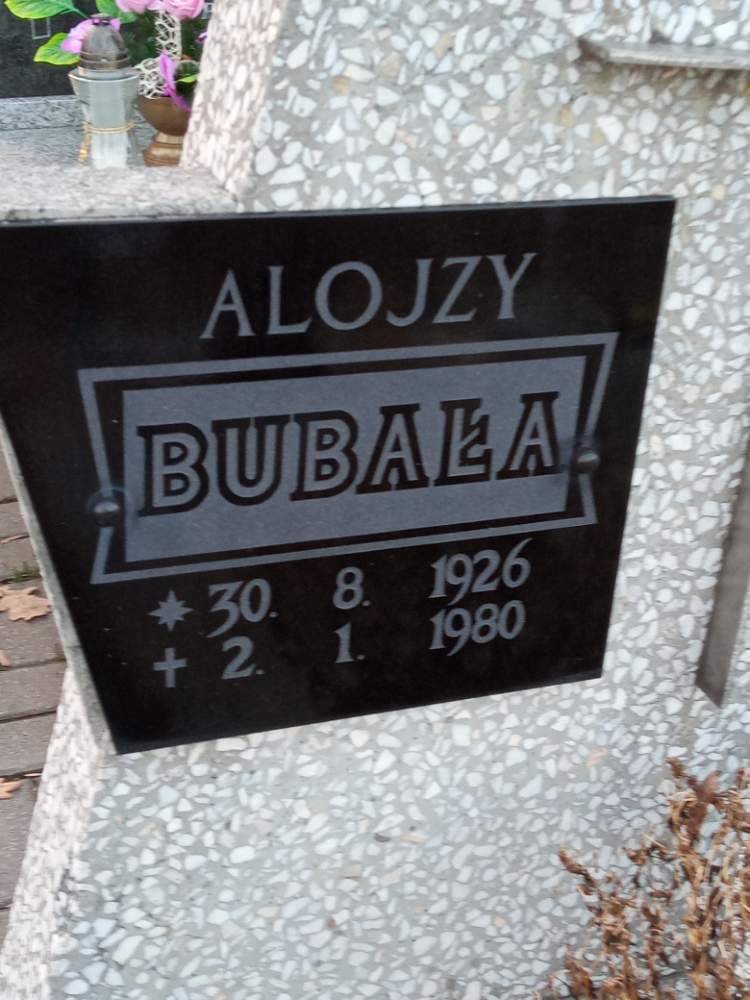 ALOJZY
BUBAŁA
✶ 30. 8. 1926
✝ 2. 1. 1980